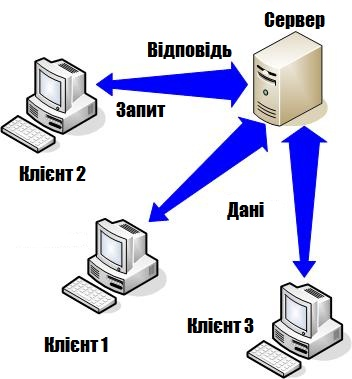 Сервер
Відповідь
Запит
Клієнт 2
Дані
Клієнт 1
Клієнт 3